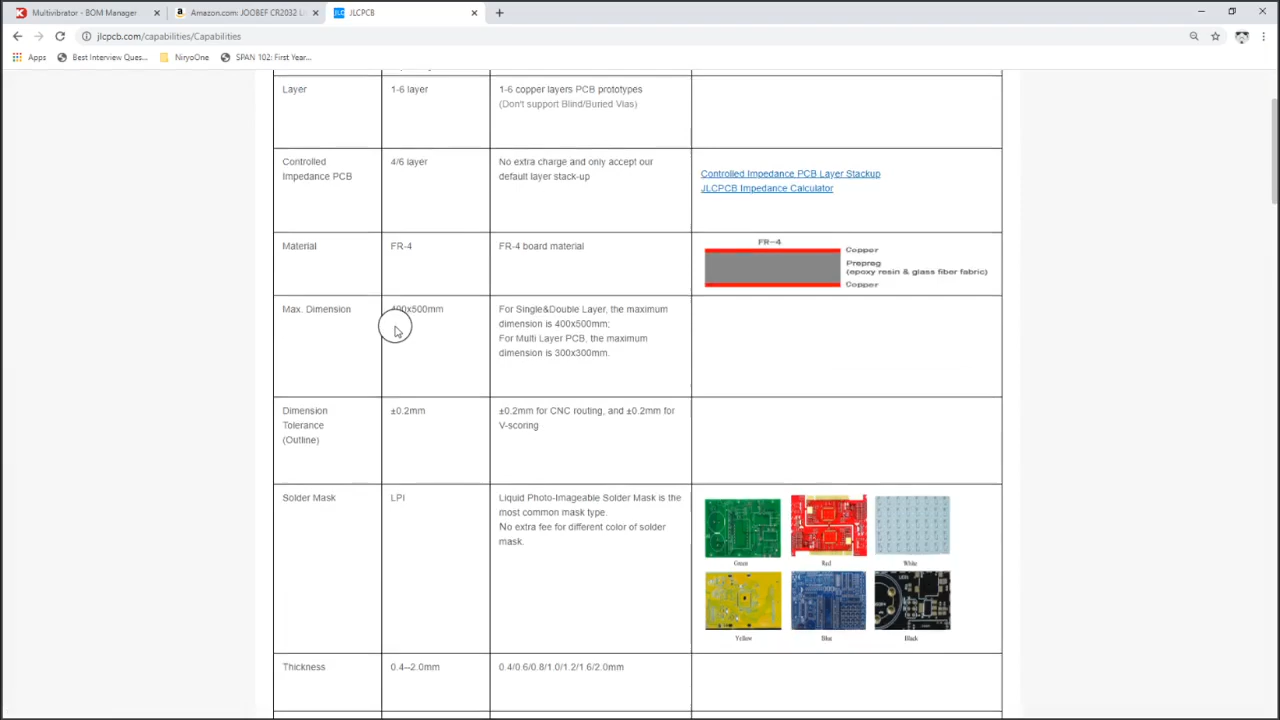 Multivibrator - BOM Manager
Amazon.com: JOOBEF CR2032 Li
JLCPCB
jlcpcb.com/capabilities/Capabilities
Apps
Best Interview Ques...
NiryoOne
SPAN 102: First Year...
Layer
1-6 layer
1-6 copper layers PCB prototypes
(Don't support Blind/Buried Vias)
Controlled
Impedance PCB
4/6 layer
No extra charge and only accept our
default layer stack-up
Controlled Impedance PCB Layer Stackup
JLCPCB Impedance Calculator
Material
FR-4
FR-4 board material
FR-4
Copper
Prepreg
(epoxy resin & glass fiber fabric)
Copper
Max. Dimension
400x500mm
For Single&Double Layer, the maximum
dimension is 400x500mm;
For Multi Layer PCB, the maximum
dimension is 300x300mm.
Dimension
Tolerance
(Outline)
±0.2mm
±0.2mm for CNC routing, and ±0.2mm for
V-scoring
Solder Mask
LPI
Liquid Photo-Imageable Solder Mask is the
most common mask type.
No extra fee for different color of solder
mask.
Green
Red
White
Yellow
Blue
Black
Thickness
0.4--2.0mm
0.4/0.6/0.8/1.0/1.2/1.6/2.0mm